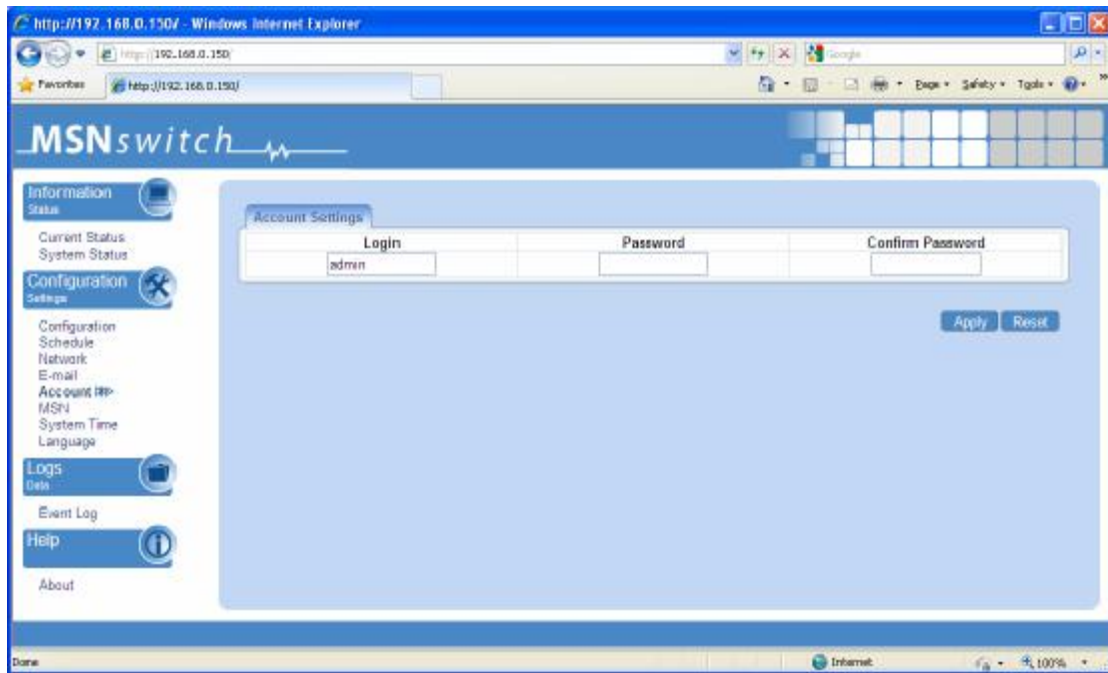 http://192.168.0.150/ - Windows Internet Explorer
http://192.168.0.150/
Google
Favorites
http://192.168.0.150/
Page
Safety
Tools
MSNswitch
Information
Status
Current Status
System Status
Configuration
Settings
Configuration
Schedule
Network
E-mail
Account
MSN
System Time
Language
Logs
Data
Event Log
Help
About
Account Settings
Login Password Confirm Password
admin
Apply Reset
Done
Internet
100%